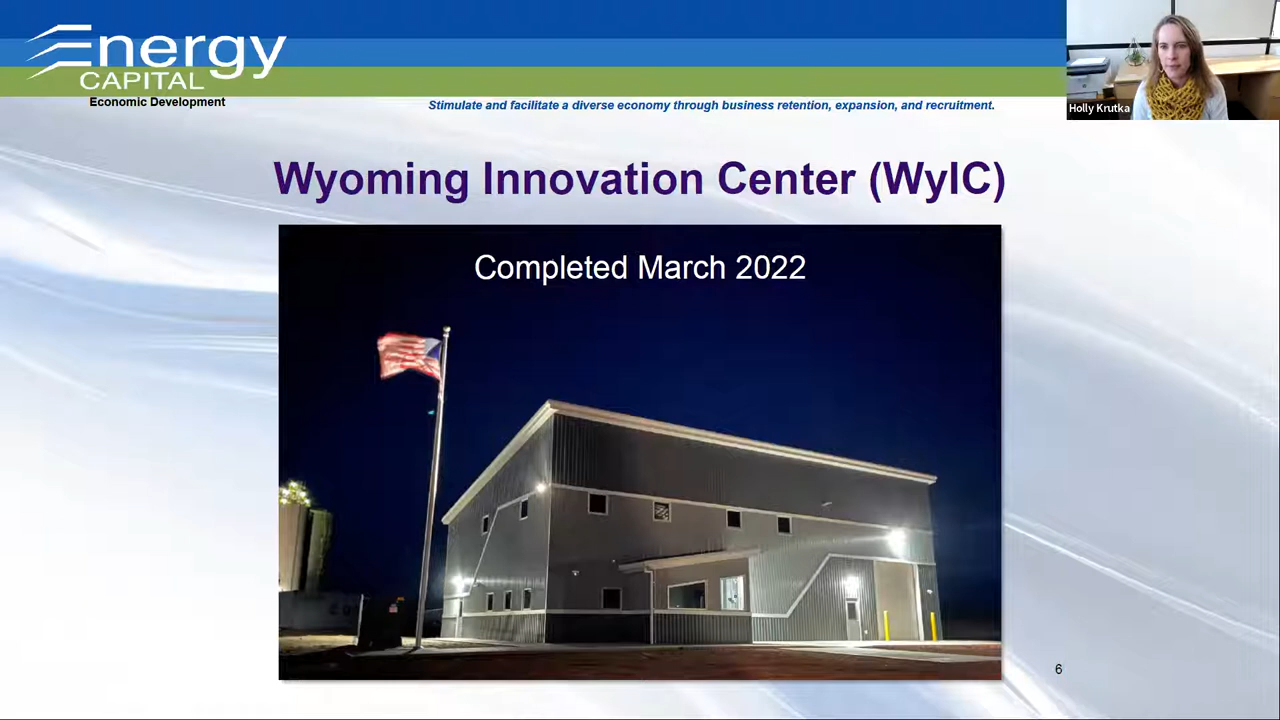 Energy
CAPITAL
Economic Development
Stimulate and facilitate a diverse economy through business retention, expansion, and recruitment.
Holly Krutka
Wyoming Innovation Center (WyIC)
Completed March 2022
6